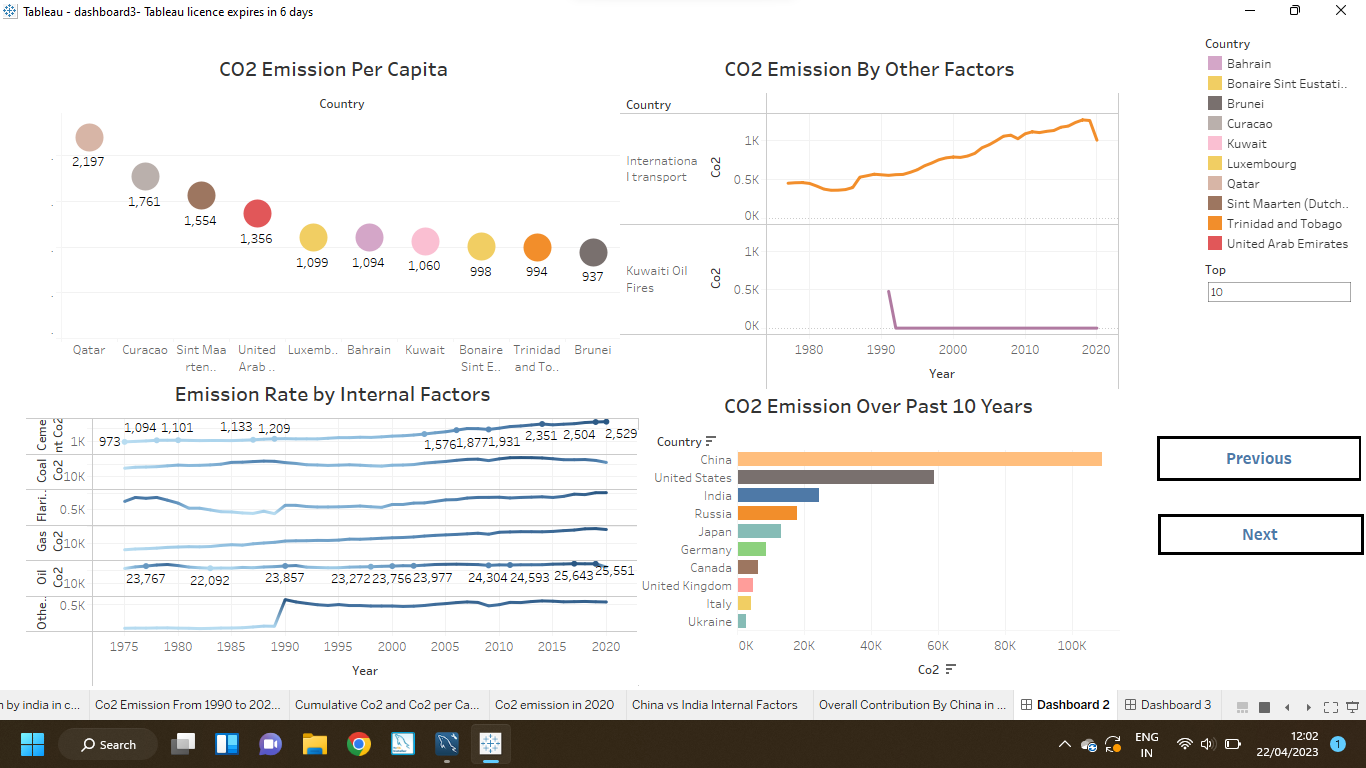 Tableau - dashboard3- Tableau licence expires in 6 days
CO2 Emission Per Capita
Country
2,197
1,761
1,554
1,356
1,099
1,094
1,060
998
994
937
Qatar
Curacao
Sint Maa
rten..
United
Arab ..
Luxemb..
Bahrain
Kuwait
Bonaire
Sint E..
Trinidad
and To..
Brunei
CO2 Emission By Other Factors
Country
Internationa
l transport
Co2
1K
0.5K
0K
Kuwaiti Oil
Fires
Co2
1K
0.5K
0K
1980 1990 2000 2010 2020
Year
Country
Bahrain
Bonaire Sint Eustati..
Brunei
Curacao
Kuwait
Luxembourg
Qatar
Sint Maarten (Dutch..
Trinidad and Tobago
United Arab Emirates
Top
10
Emission Rate by Internal Factors
Ceme
nt Co2
1K
973 1,094 1,101 1,133 1,209 1,576 1,877 1,931 2,351 2,504 2,529
Coal
Co2
10K
Flari..
0.5K
Gas
Co2
10K
Oil
Co2
10K
23,767 22,092 23,857 23,272 23,756 23,977 24,304 24,593 25,643 25,551
Othe..
0.5K
1975 1980 1985 1990 1995 2000 2005 2010 2015 2020
Year
CO2 Emission Over Past 10 Years
Country
China
United States
India
Russia
Japan
Germany
Canada
United Kingdom
Italy
Ukraine
0K 20K 40K 60K 80K 100K
Co2
Previous
Next
by india in c...
Co2 Emission From 1990 to 202...
Cumulative Co2 and Co2 per Ca...
Co2 emission in 2020
China vs India Internal Factors
Overall Contribution By China in ...
Dashboard 2
Dashboard 3
Search
ENG
IN
12:02
22/04/2023
1